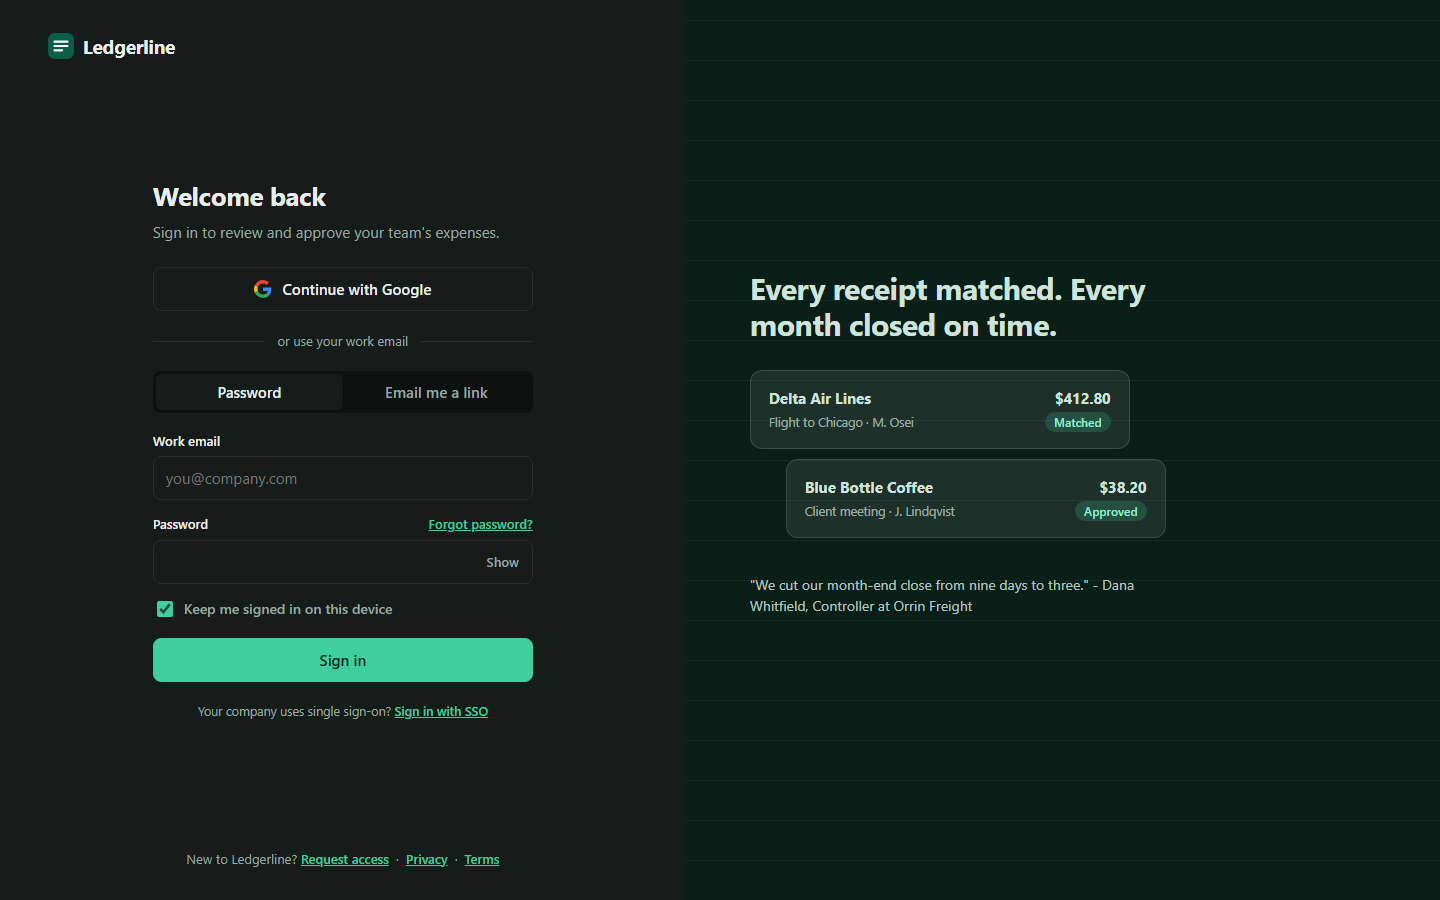 Ledgerline
Welcome back
Sign in to review and approve your team's expenses.
Continue with Google
or use your work email
Password
Email me a link
Work email
you@company.com
Password
Forgot password?
Show
Keep me signed in on this device
Sign in
Your company uses single sign-on? Sign in with SSO
New to Ledgerline? Request access · Privacy · Terms
Every receipt matched. Every
month closed on time.
Delta Air Lines
$412.80
Flight to Chicago · M. Osei
Matched
Blue Bottle Coffee
$38.20
Client meeting · J. Lindqvist
Approved
"We cut our month-end close from nine days to three." - Dana
Whitfield, Controller at Orrin Freight